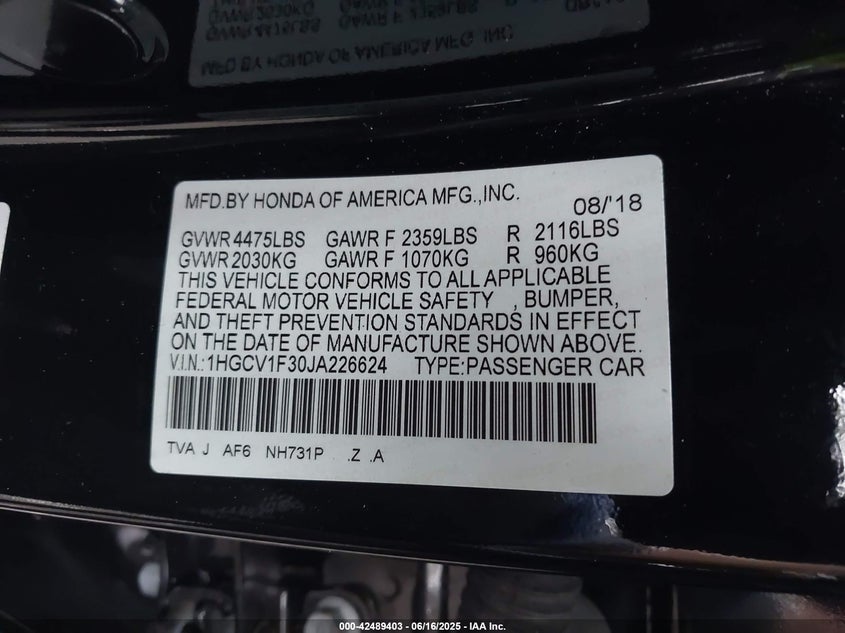 MFD.BY HONDA OF AMERICA MFG.,INC. 08/'18
GVWR 4475LBS GAWR F 2359LBS R 2116LBS
GVWR 2030KG GAWR F 1070KG R 960KG
THIS VEHICLE CONFORMS TO ALL APPLICABLE
FEDERAL MOTOR VEHICLE SAFETY , BUMPER,
AND THEFT PREVENTION STANDARDS IN EFFECT
ON THE DATE OF MANUFACTURE SHOWN ABOVE.
V.I.N.:1HGCV1F30JA226624 TYPE:PASSENGER CAR
TVA J AF6 NH731P .Z .A
000-42489403 - 06/16/2025 - IAA Inc.